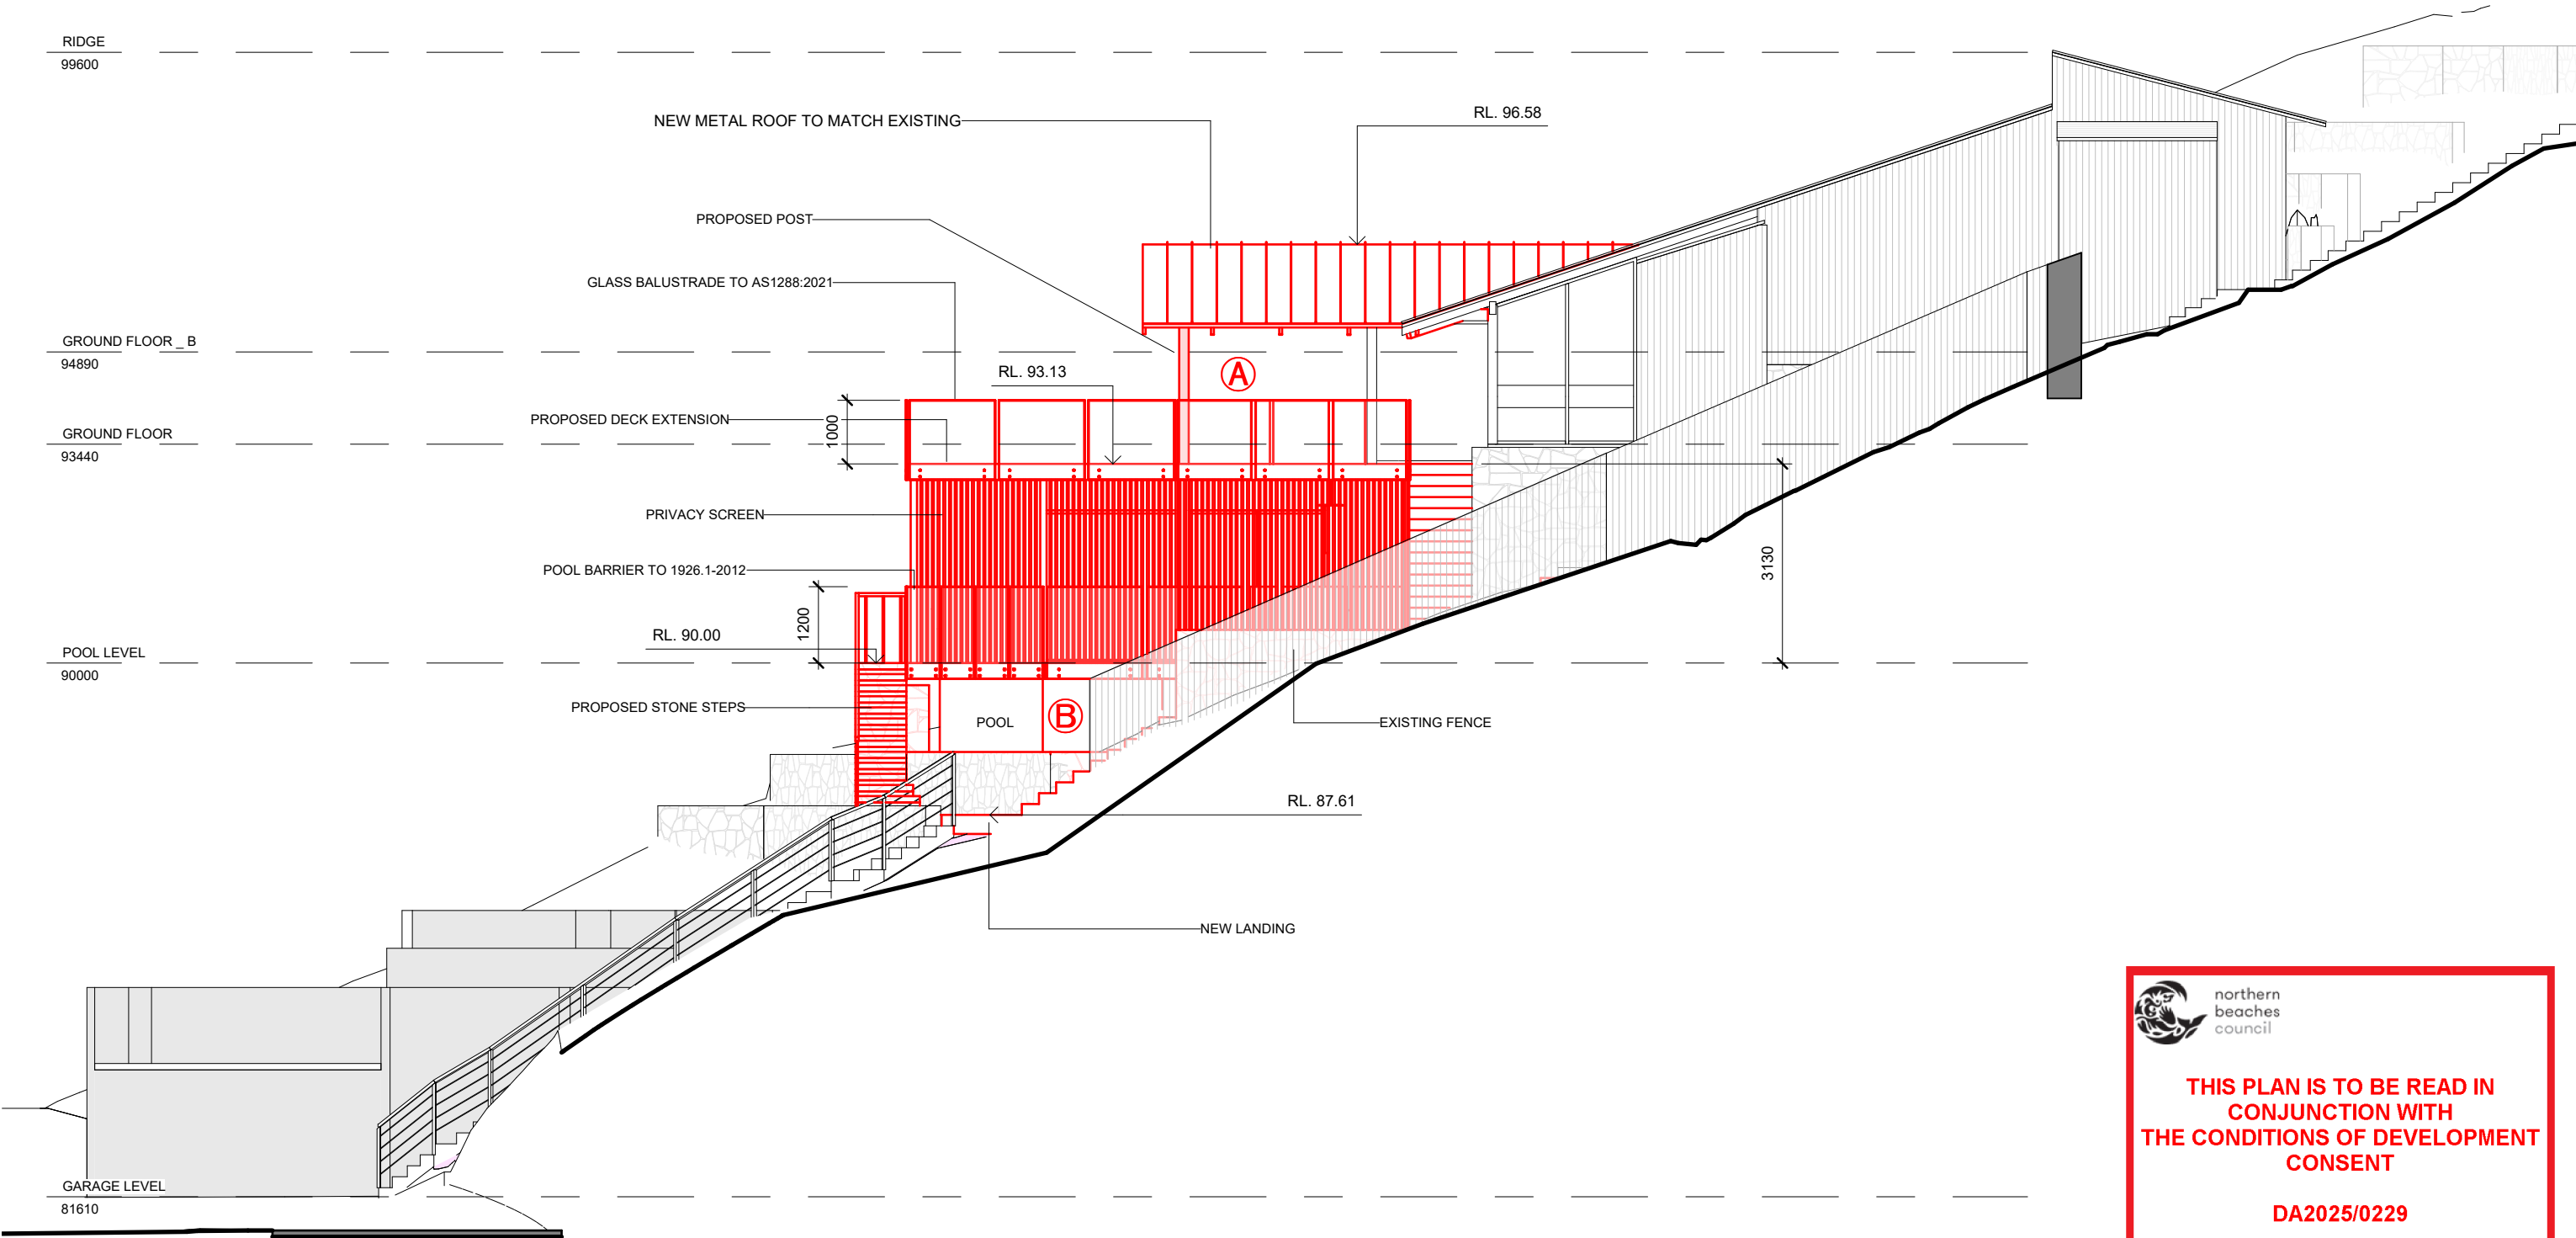 RIDGE
99600
NEW METAL ROOF TO MATCH EXISTING
RL. 96.58
PROPOSED POST
GLASS BALUSTRADE TO AS1288:2021
GROUND FLOOR _ B
94890
A
RL. 93.13
PROPOSED DECK EXTENSION
1000
GROUND FLOOR
93440
PRIVACY SCREEN
3130
POOL BARRIER TO 1926.1-2012
1200
RL. 90.00
POOL LEVEL
90000
PROPOSED STONE STEPS
POOL
B
EXISTING FENCE
RL. 87.61
NEW LANDING
GARAGE LEVEL
81610
northern
beaches
council
THIS PLAN IS TO BE READ IN
CONJUNCTION WITH
THE CONDITIONS OF DEVELOPMENT
CONSENT
DA2025/0229